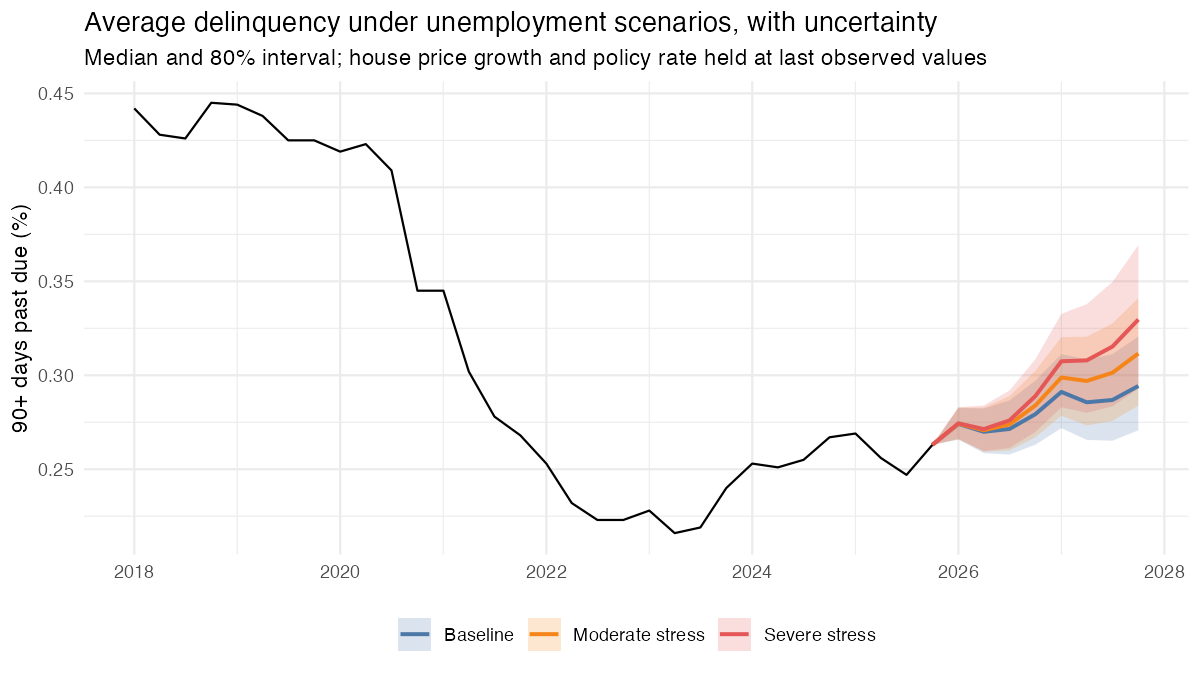 Average delinquency under unemployment scenarios, with uncertainty
Median and 80% interval; house price growth and policy rate held at last observed values
90+ days past due (%)
0.45
0.40
0.35
0.30
0.25
2018 2020 2022 2024 2026 2028
Baseline Moderate stress Severe stress